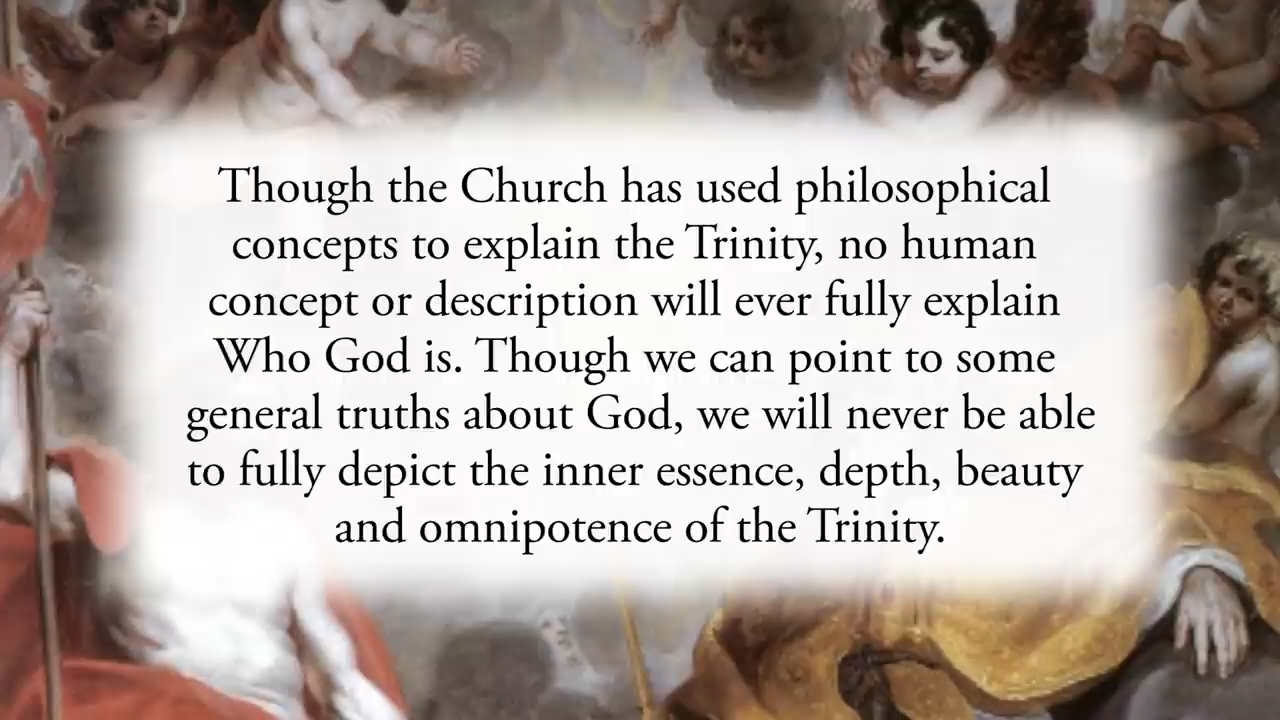 Though the Church has used philosophical
concepts to explain the Trinity, no human
concept or description will ever fully explain
Who God is. Though we can point to some
general truths about God, we will never be able
to fully depict the inner essence, depth, beauty
and omnipotence of the Trinity.